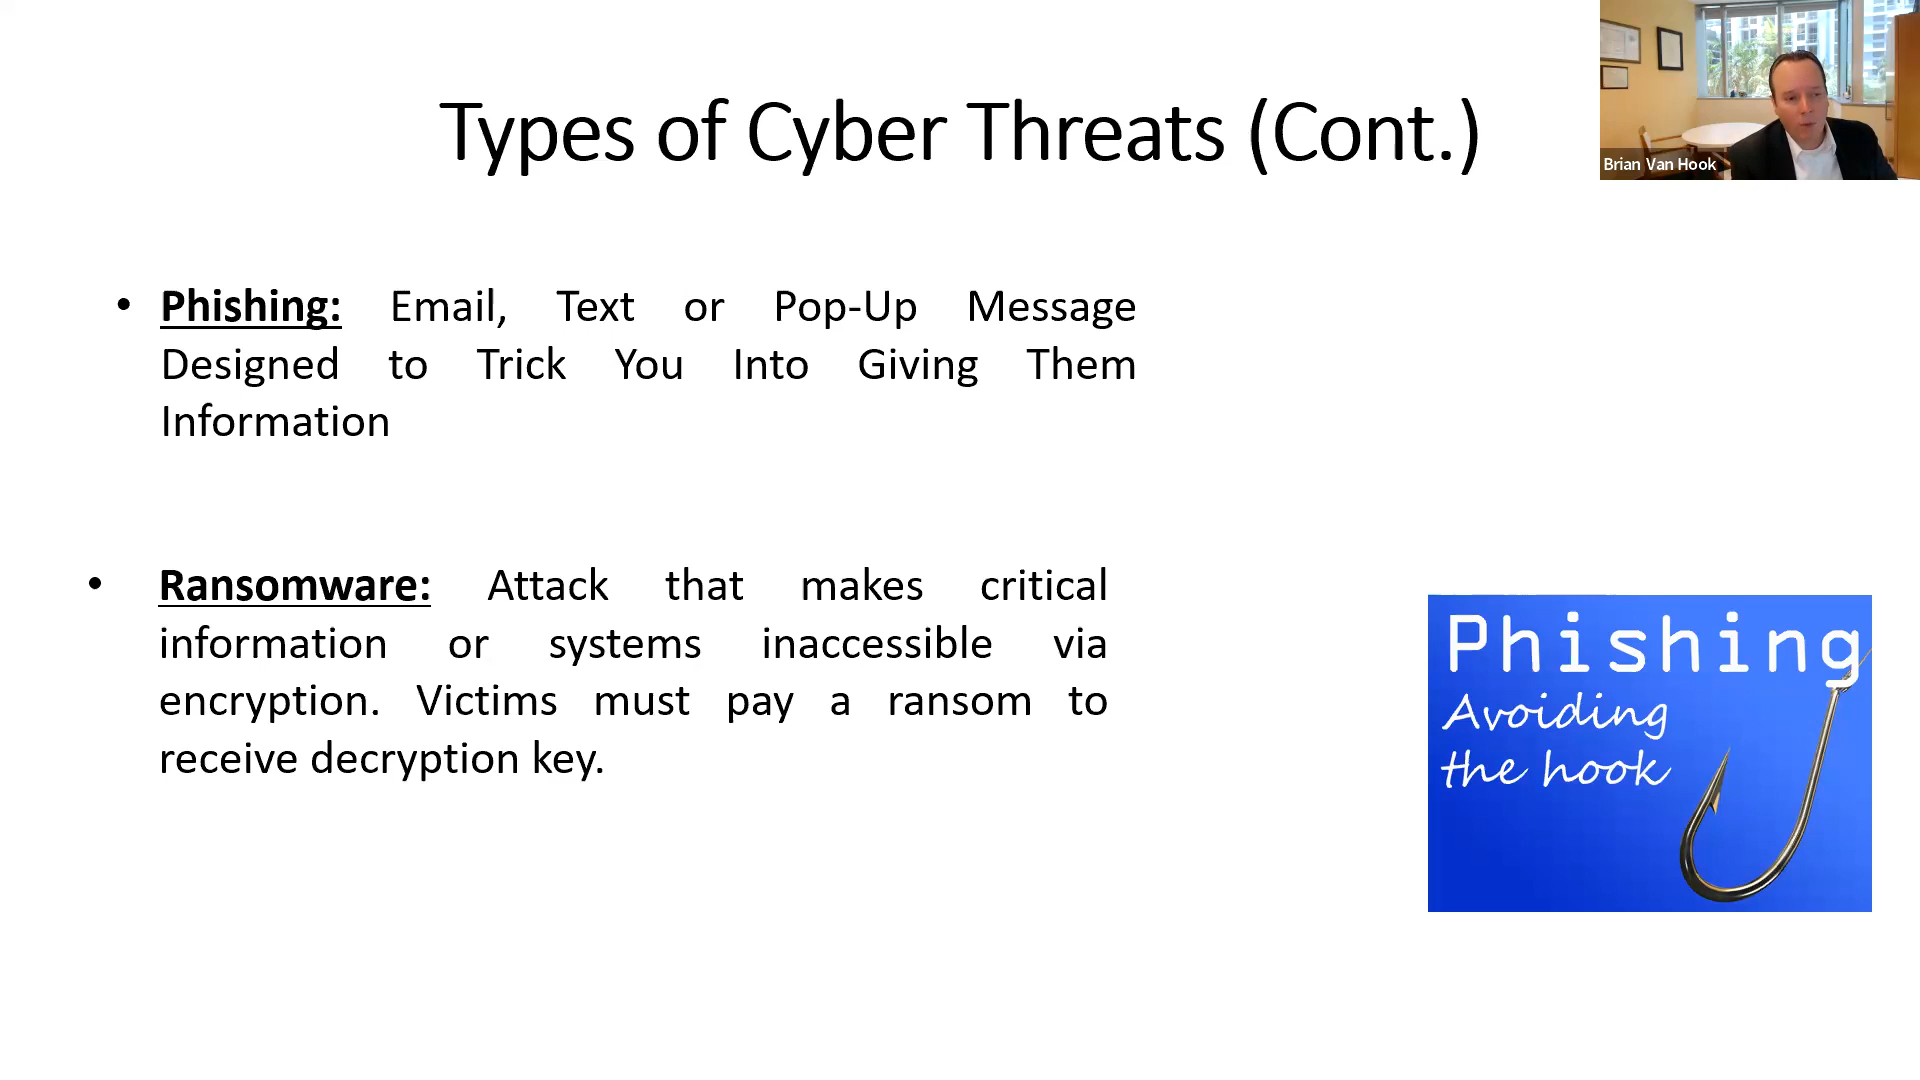 Types of Cyber Threats (Cont.)
Brian Van Hook
• Phishing: Email, Text or Pop-Up Message
Designed to Trick You Into Giving Them
Information
• Ransomware: Attack that makes critical
information or systems inaccessible via
encryption. Victims must pay a ransom to
receive decryption key.
Phishing
Avoiding
the hook